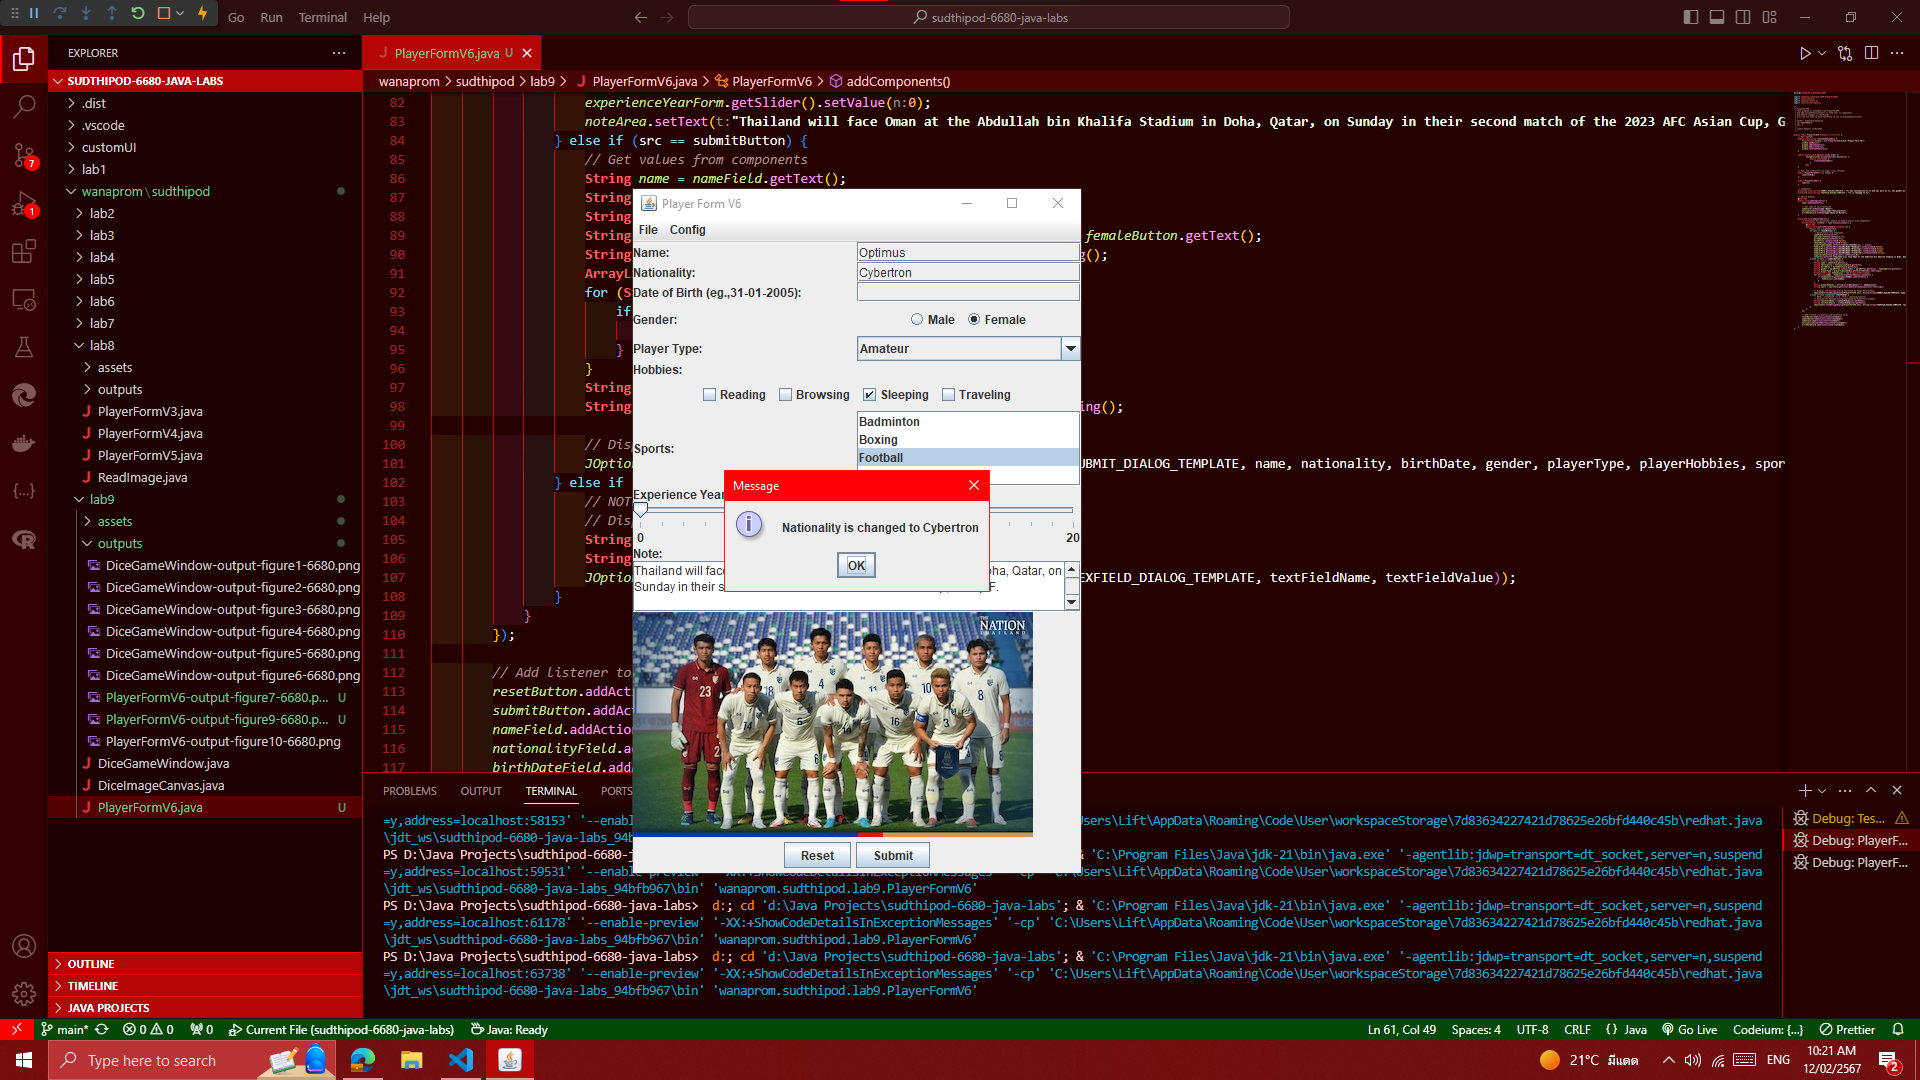 Go Run Terminal Help
sudthipod-6680-java-labs
EXPLORER
SUDTHIPOD-6680-JAVA-LABS
.dist
.vscode
customUI
lab1
wanaprom\sudthipod
lab2
lab3
lab4
lab5
lab6
lab7
lab8
assets
outputs
PlayerFormV3.java
PlayerFormV4.java
PlayerFormV5.java
ReadImage.java
lab9
assets
outputs
DiceGameWindow-output-figure1-6680.png
DiceGameWindow-output-figure2-6680.png
DiceGameWindow-output-figure3-6680.png
DiceGameWindow-output-figure4-6680.png
DiceGameWindow-output-figure5-6680.png
DiceGameWindow-output-figure6-6680.png
PlayerFormV6-output-figure7-6680.p... U
PlayerFormV6-output-figure9-6680.p... U
PlayerFormV6-output-figure10-6680.png
DiceGameWindow.java
DiceImageCanvas.java
PlayerFormV6.java U
OUTLINE
TIMELINE
JAVA PROJECTS
7
1
PlayerFormV6.java U
wanaprom > sudthipod > lab9 > PlayerFormV6.java > PlayerFormV6 > addComponents()
82 experienceYearForm.getSlider().setValue(n:0);
83 noteArea.setText(t:"Thailand will face Oman at the Abdullah bin Khalifa Stadium in Doha, Qatar, on Sunday in their second match of the 2023 AFC Asian Cup, G
84 } else if (src == submitButton) {
85 // Get values from components
86 String name = nameField.getText();
87 String
88 String
89 String femaleButton.getText();
90 String g();
91 ArrayL
92 for (S
93 if
94
95 }
96 }
97 String
98 String ing();
99
100 // Dis
101 JOption UBMIT_DIALOG_TEMPLATE, name, nationality, birthDate, gender, playerType, playerHobbies, spor
102 } else if
103 // NOT
104 // Dis
105 String
106 String
107 JOption EXFIELD_DIALOG_TEMPLATE, textFieldName, textFieldValue));
108 }
109 }
110 });
111
112 // Add listener to
113 resetButton.addActi
114 submitButton.addAc
115 nameField.addActio
116 nationalityField.a
117 birthDateField.add
Player Form V6
File Config
Name: Optimus
Nationality: Cybertron
Date of Birth (eg.,31-01-2005):
Gender: Male Female
Player Type: Amateur
Hobbies:
Reading Browsing Sleeping Traveling
Sports:
Badminton
Boxing
Football
Experience Year
0 20
Note:
Thailand will fac oha, Qatar, on
Sunday in their s F.
Message
Nationality is changed to Cybertron
OK
THE
NATION
THAILAND
Reset Submit
PROBLEMS OUTPUT TERMINAL PORTS
=y,address=localhost:58153' '--enab sers\Lift\AppData\Roaming\Code\User\workspaceStorage\7d83634227421d78625e26bfd440c45b\redhat.java
\jdt_ws\sudthipod-6680-java-labs_94b
PS D:\Java Projects\sudthipod-6680-j & 'C:\Program Files\Java\jdk-21\bin\java.exe' '-agentlib:jdwp=transport=dt_socket,server=n,suspend
=y,address=localhost:59531' '--enable-preview' '-XX:+ShowCodeDetailsInExceptionMessages' '-cp' 'C:\Users\Lift\AppData\Roaming\Code\User\workspaceStorage\7d83634227421d78625e26bfd440c45b\redhat.java
\jdt_ws\sudthipod-6680-java-labs_94bfb967\bin' 'wanaprom.sudthipod.lab9.PlayerFormV6'
PS D:\Java Projects\sudthipod-6680-java-labs> d:; cd 'd:\Java Projects\sudthipod-6680-java-labs'; & 'C:\Program Files\Java\jdk-21\bin\java.exe' '-agentlib:jdwp=transport=dt_socket,server=n,suspend
=y,address=localhost:61178' '--enable-preview' '-XX:+ShowCodeDetailsInExceptionMessages' '-cp' 'C:\Users\Lift\AppData\Roaming\Code\User\workspaceStorage\7d83634227421d78625e26bfd440c45b\redhat.java
\jdt_ws\sudthipod-6680-java-labs_94bfb967\bin' 'wanaprom.sudthipod.lab9.PlayerFormV6'
PS D:\Java Projects\sudthipod-6680-java-labs> d:; cd 'd:\Java Projects\sudthipod-6680-java-labs'; & 'C:\Program Files\Java\jdk-21\bin\java.exe' '-agentlib:jdwp=transport=dt_socket,server=n,suspend
=y,address=localhost:63738' '--enable-preview' '-XX:+ShowCodeDetailsInExceptionMessages' '-cp' 'C:\Users\Lift\AppData\Roaming\Code\User\workspaceStorage\7d83634227421d78625e26bfd440c45b\redhat.java
\jdt_ws\sudthipod-6680-java-labs_94bfb967\bin' 'wanaprom.sudthipod.lab9.PlayerFormV6'
Debug: Tes...
Debug: PlayerF...
Debug: PlayerF...
main* 0 0 0 Current File (sudthipod-6680-java-labs) Java: Ready
Ln 61, Col 49 Spaces: 4 UTF-8 CRLF {} Java Go Live Codeium: {...} Prettier
Type here to search
21°C มีแดด ENG
10:21 AM
12/02/2567
2